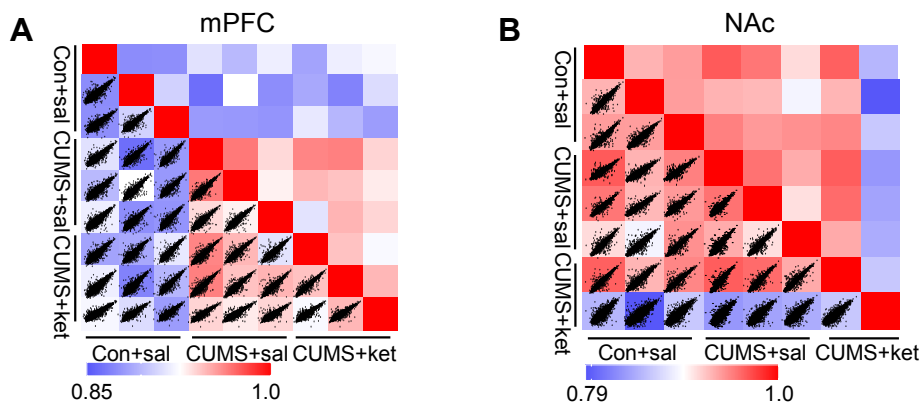 A
mPFC
Con+sal
CUMS+sal
CUMS+ket
Con+sal
CUMS+sal
CUMS+ket
0.85
1.0
B
NAc
Con+sal
CUMS+sal
CUMS+ket
Con+sal
CUMS+sal
CUMS+ket
0.79
1.0